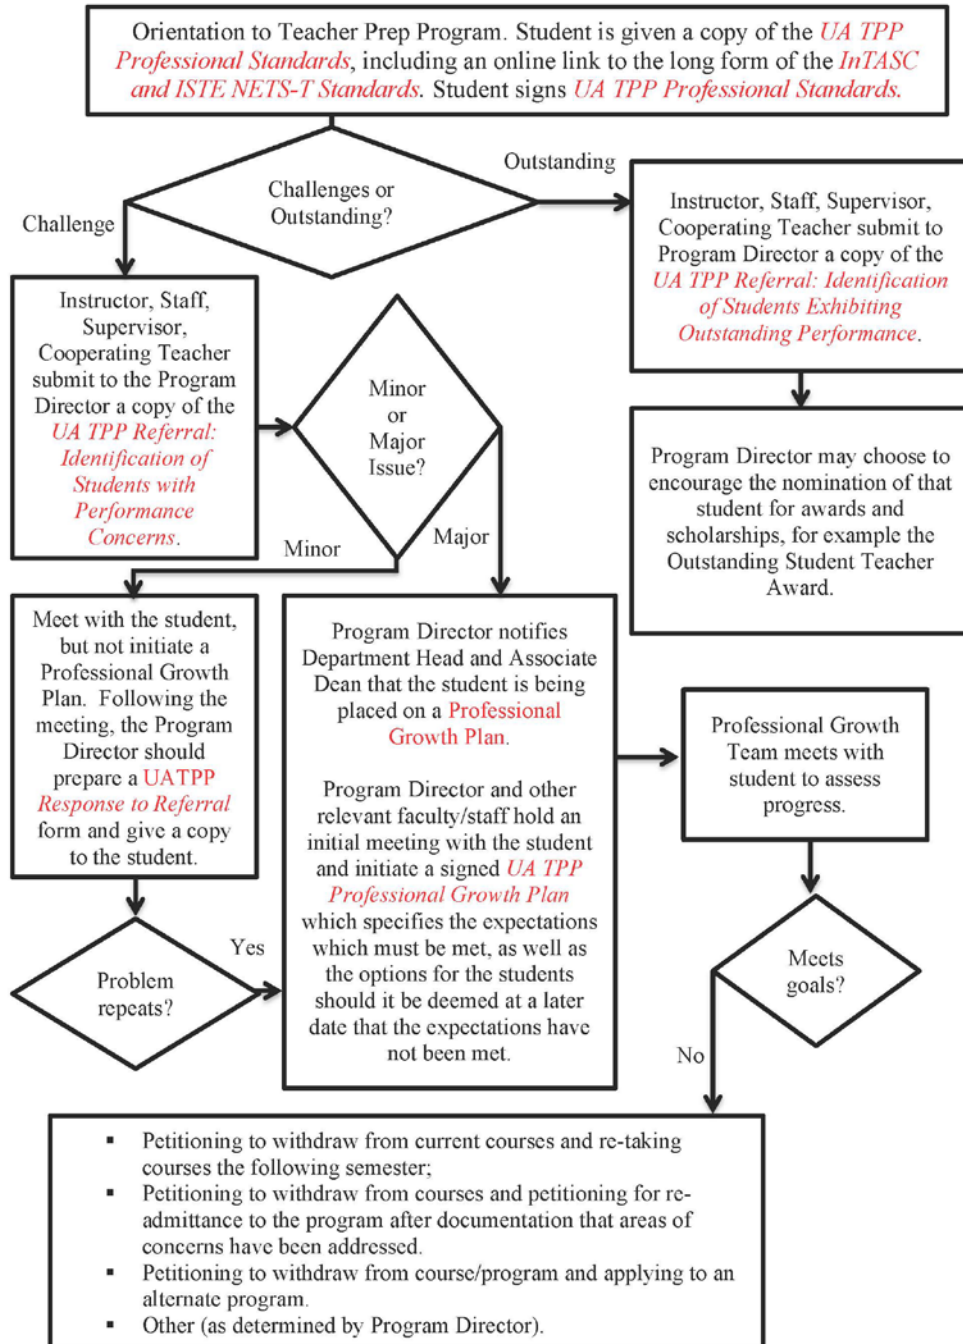 Orientation to Teacher Prep Program. Student is given a copy of the UA TPP
Professional Standards, including an online link to the long form of the InTASC
and ISTE NETS-T Standards. Student signs UA TPP Professional Standards.
Challenges or
Outstanding?
Outstanding
Challenge
Instructor, Staff, Supervisor,
Cooperating Teacher submit to
Program Director a copy of the
UA TPP Referral: Identification
of Students Exhibiting
Outstanding Performance.
Instructor, Staff,
Supervisor,
Cooperating Teacher
submit to the Program
Director a copy of the
UA TPP Referral:
Identification of
Students with
Performance
Concerns.
Minor
or
Major
Issue?
Minor
Major
Program Director may choose to
encourage the nomination of that
student for awards and
scholarships, for example the
Outstanding Student Teacher
Award.
Meet with the student,
but not initiate a
Professional Growth
Plan. Following the
meeting, the Program
Director should
prepare a UATPP
Response to Referral
form and give a copy
to the student.
Program Director notifies
Department Head and Associate
Dean that the student is being
placed on a Professional
Growth Plan.
Program Director and other
relevant faculty/staff hold an
initial meeting with the student
and initiate a signed UA TPP
Professional Growth Plan
which specifies the expectations
which must be met, as well as
the options for the students
should it be deemed at a later
date that the expectations have
not been met.
Professional Growth
Team meets with
student to assess
progress.
Problem
repeats?
Yes
Meets
goals?
No
▪ Petitioning to withdraw from current courses and re-taking
courses the following semester;
▪ Petitioning to withdraw from courses and petitioning for re-
admittance to the program after documentation that areas of
concerns have been addressed.
▪ Petitioning to withdraw from course/program and applying to an
alternate program.
▪ Other (as determined by Program Director).